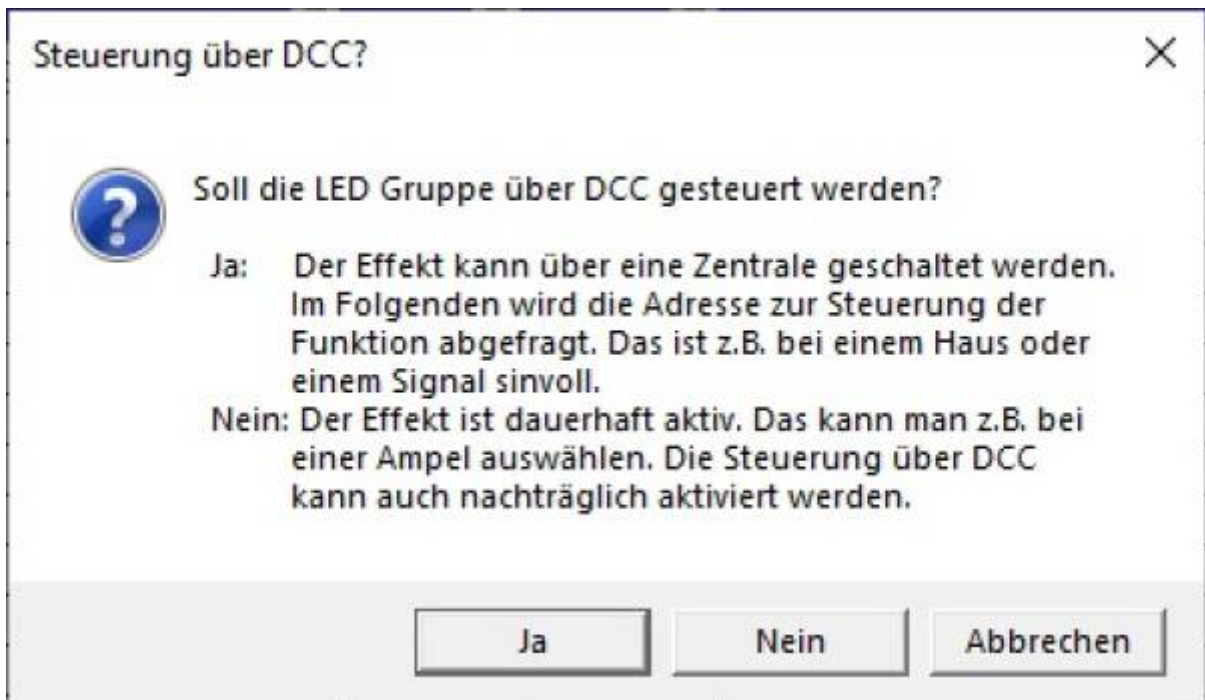 Steuerung über DCC?
Soll die LED Gruppe über DCC gesteuert werden?
Ja: Der Effekt kann über eine Zentrale geschaltet werden.
Im Folgenden wird die Adresse zur Steuerung der
Funktion abgefragt. Das ist z.B. bei einem Haus oder
einem Signal sinvoll.
Nein: Der Effekt ist dauerhaft aktiv. Das kann man z.B. bei
einer Ampel auswählen. Die Steuerung über DCC
kann auch nachträglich aktiviert werden.
Ja Nein Abbrechen